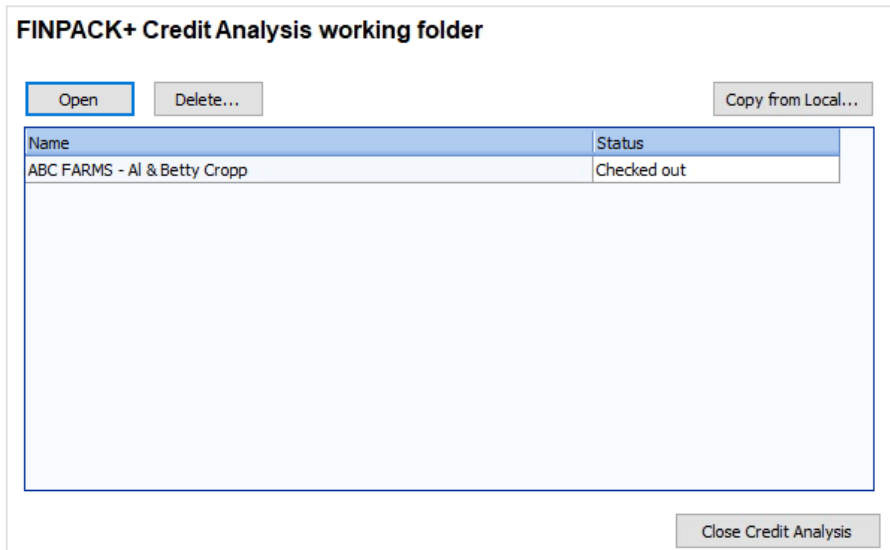 FINPACK+ Credit Analysis working folder
Open Delete... Copy from Local...
Name Status
ABC FARMS - Al & Betty Cropp Checked out
Close Credit Analysis